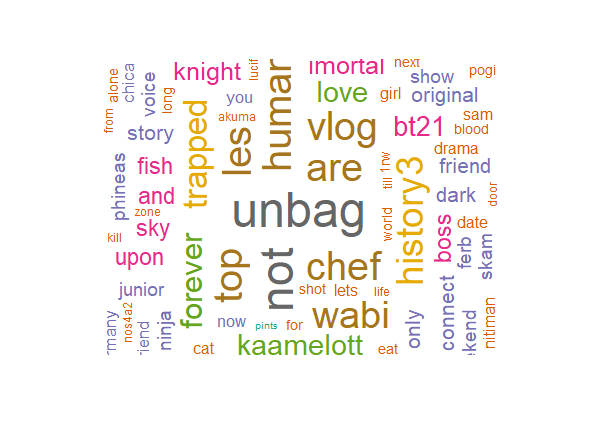 knight
lucif
imortal
next
pogi
alone
chica
voice
show
from
long
you
humar
love
girl
original
akuma
trapped
les
vlog
bt21
sam
blood
story
are
drama
phineas
fish
history3
friend
1rw
till
and
unbag
dark
door
zone
sky
world
boss
date
kill
forever
not
ferb
skam
upon
top
chef
connect
junior
shot
lets
life
nos4a2
now
pints
for
wabi
only
nitiman
rmany
riend
ninja
cat
kaamelott
eat
ekend